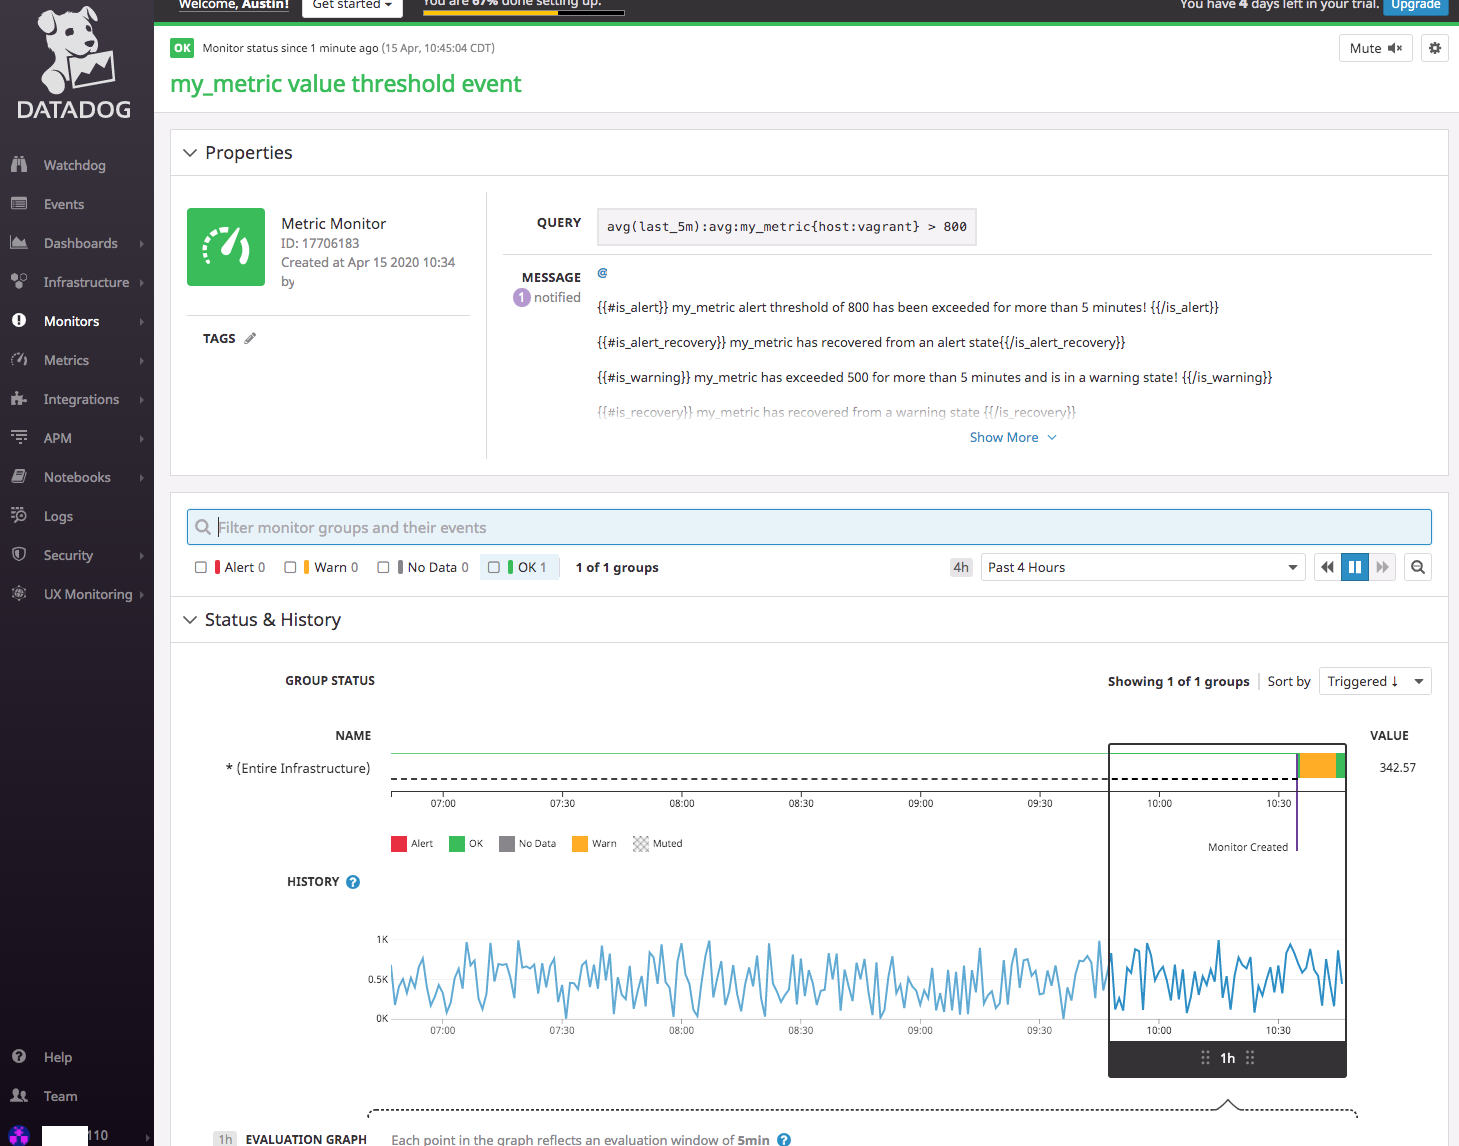 Welcome, Austin!
Get started
You are 67% done setting up.
You have 4 days left in your trial.
Upgrade
DATADOG
Watchdog
Events
Dashboards
Infrastructure
Monitors
Metrics
Integrations
APM
Notebooks
Logs
Security
UX Monitoring
Help
Team
110
OK Monitor status since 1 minute ago (15 Apr, 10:45:04 CDT)
Mute
my_metric value threshold event
Properties
Metric Monitor
ID: 17706183
Created at Apr 15 2020 10:34
by
TAGS
QUERY avg(last_5m):avg:my_metric{host:vagrant} > 800
MESSAGE @
1 notified
{{#is_alert}} my_metric alert threshold of 800 has been exceeded for more than 5 minutes! {{/is_alert}}
{{#is_alert_recovery}} my_metric has recovered from an alert state{{/is_alert_recovery}}
{{#is_warning}} my_metric has exceeded 500 for more than 5 minutes and is in a warning state! {{/is_warning}}
{{#is_recovery}} my_metric has recovered from a warning state {{/is_recovery}}
Show More
Filter monitor groups and their events
Alert 0 Warn 0 No Data 0 OK 1 1 of 1 groups 4h Past 4 Hours
Status & History
GROUP STATUS Showing 1 of 1 groups Sort by Triggered ↓
NAME VALUE
* (Entire Infrastructure) 342.57
07:00 07:30 08:00 08:30 09:00 09:30 10:00 10:30
Alert OK No Data Warn Muted
Monitor Created
HISTORY ?
1K
0.5K
0K
07:00 07:30 08:00 08:30 09:00 09:30 10:00 10:30
1h
1h EVALUATION GRAPH Each point in the graph reflects an evaluation window of 5min ?